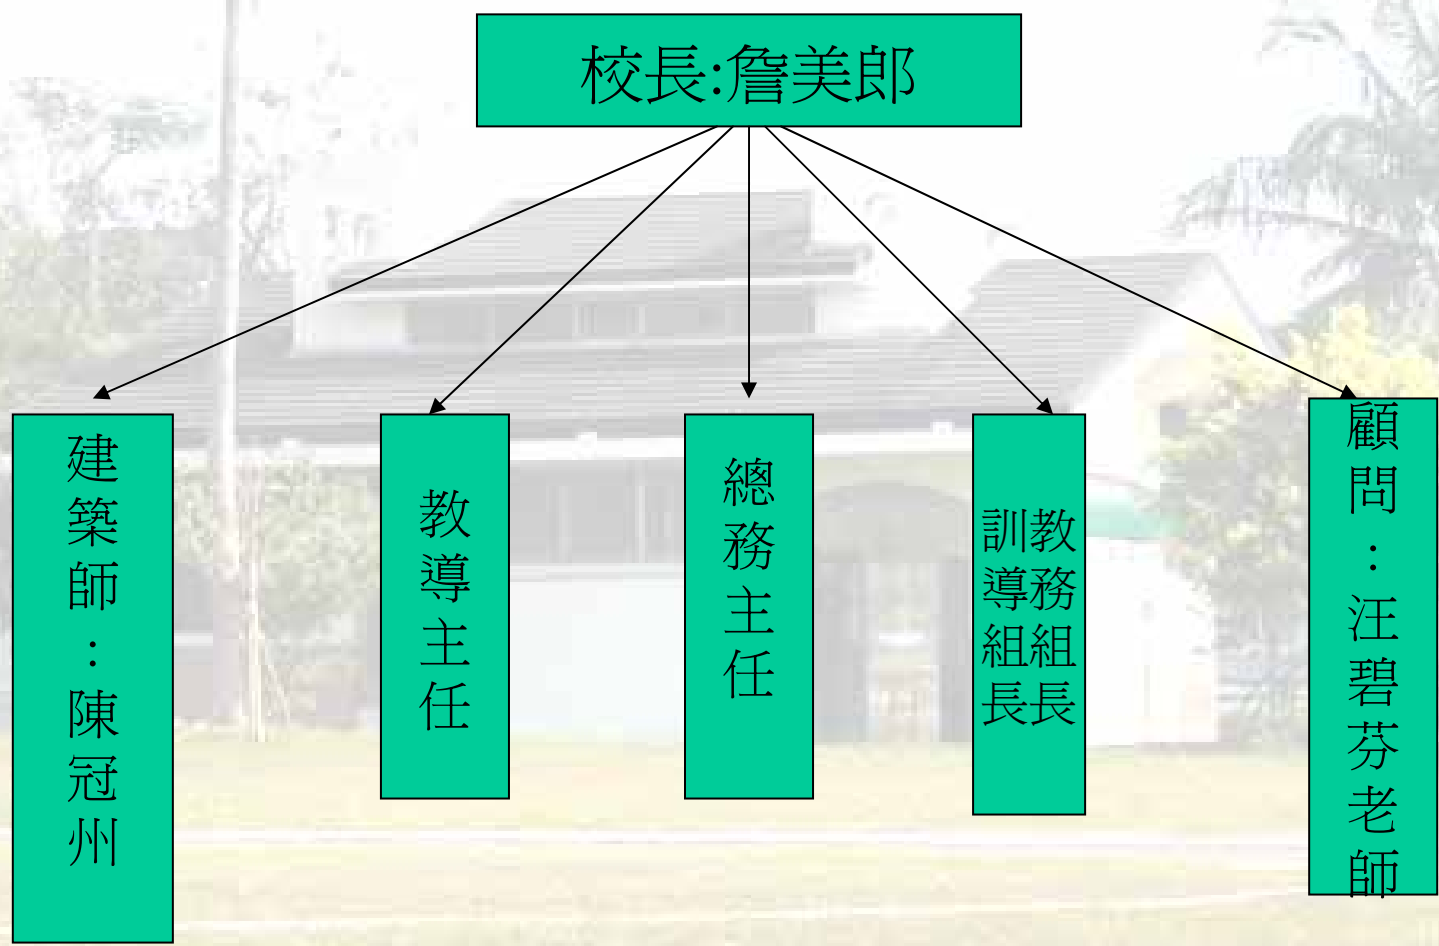 校長:詹美郎
建築師：陳冠州
教導主任
總務主任
教務組長
訓導組長
顧問：汪碧芬老師